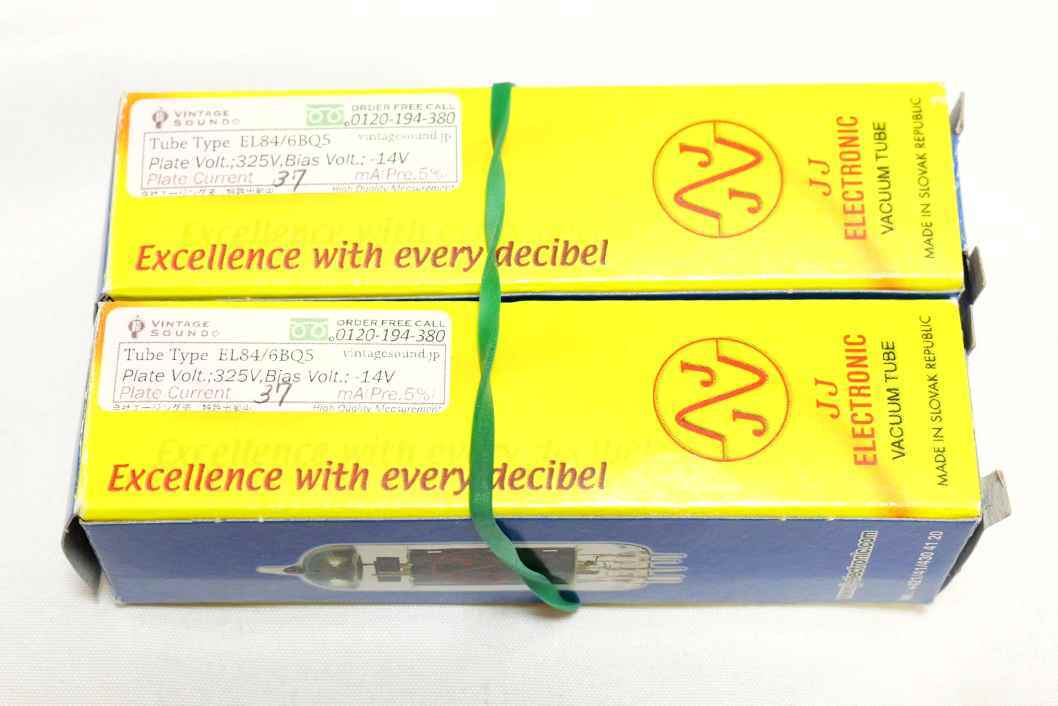 VINTAGE
SOUND
ORDER FREE CALL
0120-194-380
Tube Type EL84/6BQ5
vintagesound.jp
Plate Volt.;325V,Bias Volt.; -14V
Plate Current 37 mA:Pre.5%
High Quality Measurement
Excellence with every decibel
JJ
JJ
ELECTRONIC
VACUUM TUBE
MADE IN SLOVAK REPUBLIC
VINTAGE
SOUND
ORDER FREE CALL
0120-194-380
Tube Type EL84/6BQ5
vintagesound.jp
Plate Volt.;325V,Bias Volt.; -14V
Plate Current 37 mA:Pre.5%
High Quality Measurement
Excellence with every decibel
JJ
JJ
ELECTRONIC
VACUUM TUBE
MADE IN SLOVAK REPUBLIC